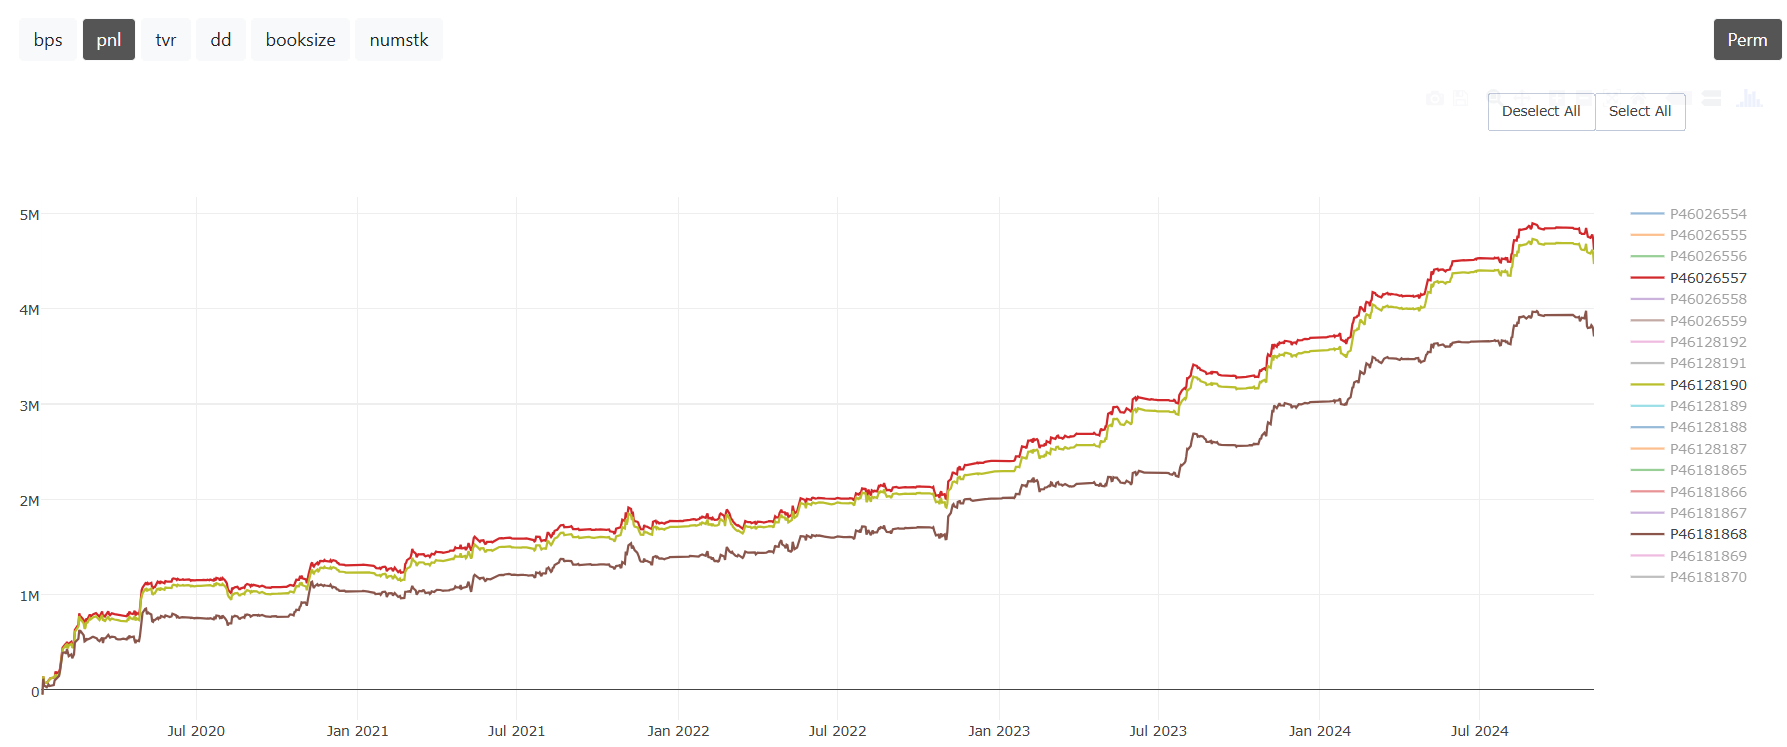 bps pnl tvr dd booksize numstk Perm
Deselect All Select All
5M
4M
3M
2M
1M
0
Jul 2020 Jan 2021 Jul 2021 Jan 2022 Jul 2022 Jan 2023 Jul 2023 Jan 2024 Jul 2024
P46026554
P46026555
P46026556
P46026557
P46026558
P46026559
P46128192
P46128191
P46128190
P46128189
P46128188
P46128187
P46181865
P46181866
P46181867
P46181868
P46181869
P46181870